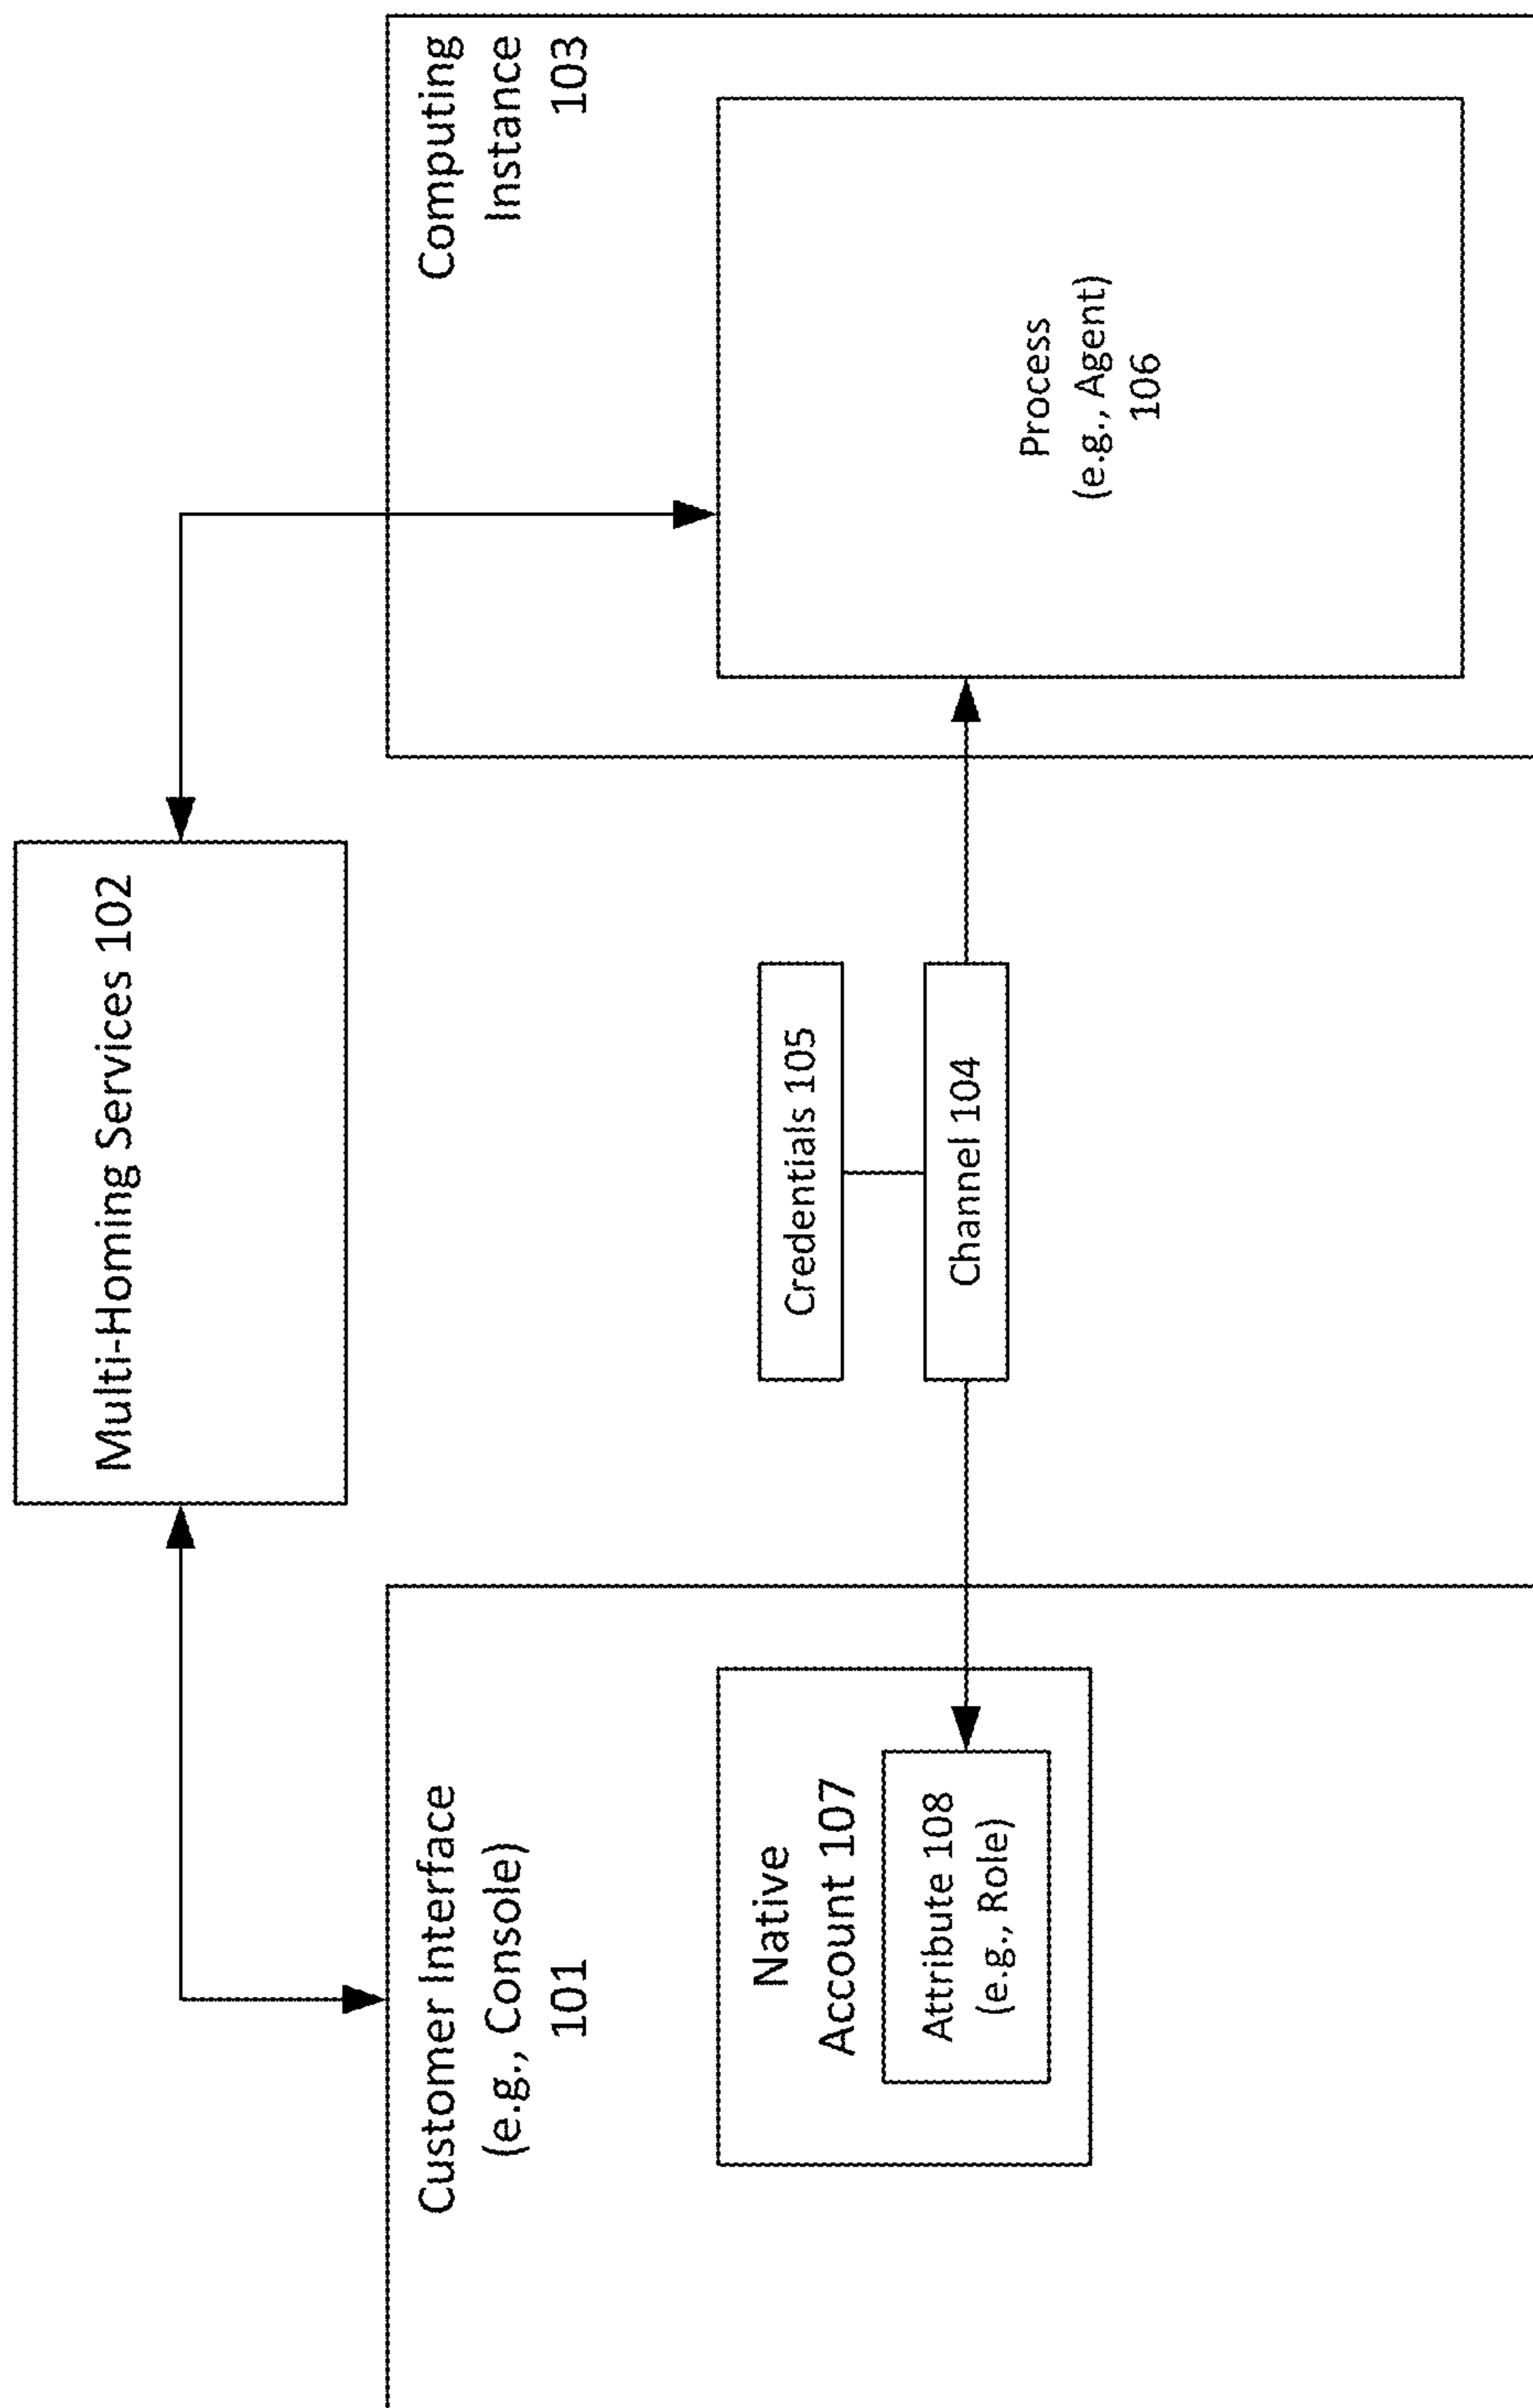 Multi-Homing Services 102
Customer Interface
(e.g., Console)
101
Native
Account 107
Attribute 108
(e.g., Role)
Credentials 105
Channel 104
Computing
Instance
103
Process
(e.g., Agent)
106